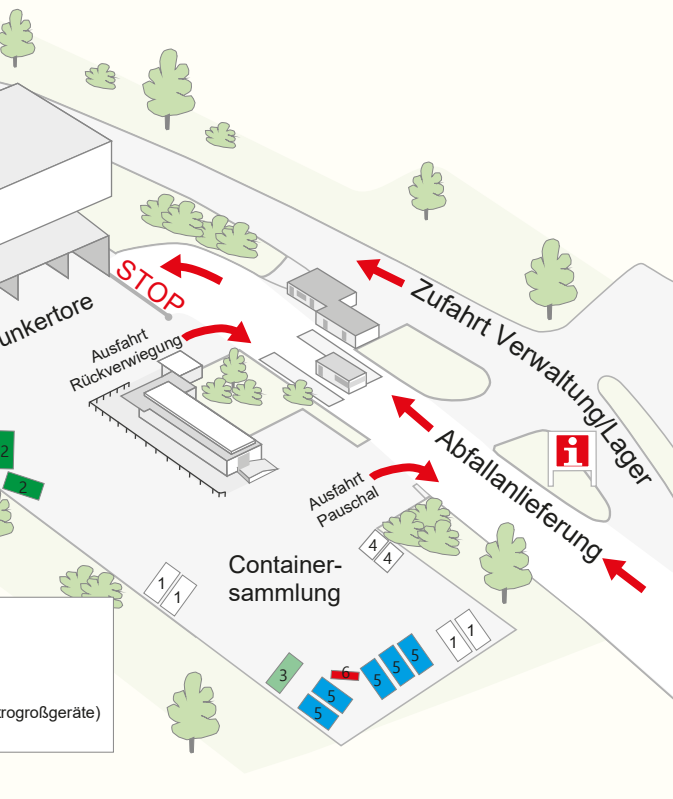 STOP
Zufahrt Verwaltung/Lager
unkertore
Ausfahrt
Rückverwiegung
i
Abfallanlieferung
2
2
Ausfahrt
Pauschal
4
4
Container-
sammlung
1
1
1
1
3
6
5
5
5
5
5
rogroßgeräte)